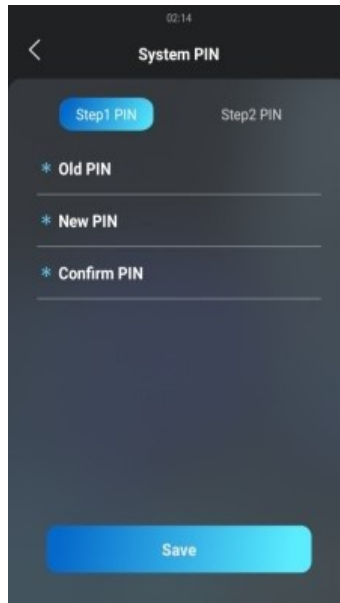 02:14
System PIN
Step1 PIN Step2 PIN
* Old PIN
* New PIN
* Confirm PIN
Save